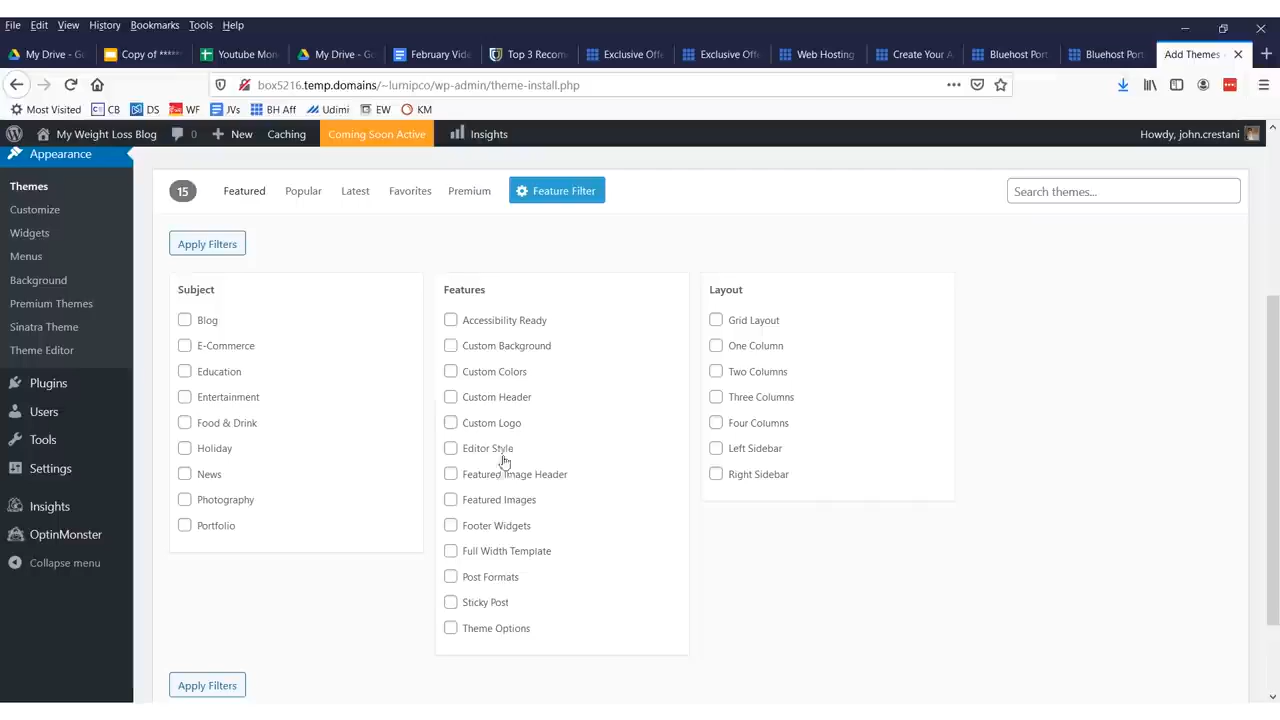 File Edit View History Bookmarks Tools Help
My Drive - Go
Copy of *****
Youtube Mon
My Drive - Go
February Vide
Top 3 Recom
Exclusive Offe
Exclusive Offe
Web Hosting
Create Your A
Bluehost Port
Bluehost Port
Add Themes
box5216.temp.domains/~lumipco/wp-admin/theme-install.php
Most Visited CB DS WF JVs BH Aff Udimi EW KM
My Weight Loss Blog 0 + New Caching Coming Soon Active Insights Howdy, john.crestani
Appearance
Themes
Customize
Widgets
Menus
Background
Premium Themes
Sinatra Theme
Theme Editor
Plugins
Users
Tools
Settings
Insights
OptinMonster
Collapse menu
15 Featured Popular Latest Favorites Premium Feature Filter Search themes...
Apply Filters
Subject
Blog
E-Commerce
Education
Entertainment
Food & Drink
Holiday
News
Photography
Portfolio
Features
Accessibility Ready
Custom Background
Custom Colors
Custom Header
Custom Logo
Editor Style
Featured Image Header
Featured Images
Footer Widgets
Full Width Template
Post Formats
Sticky Post
Theme Options
Layout
Grid Layout
One Column
Two Columns
Three Columns
Four Columns
Left Sidebar
Right Sidebar
Apply Filters